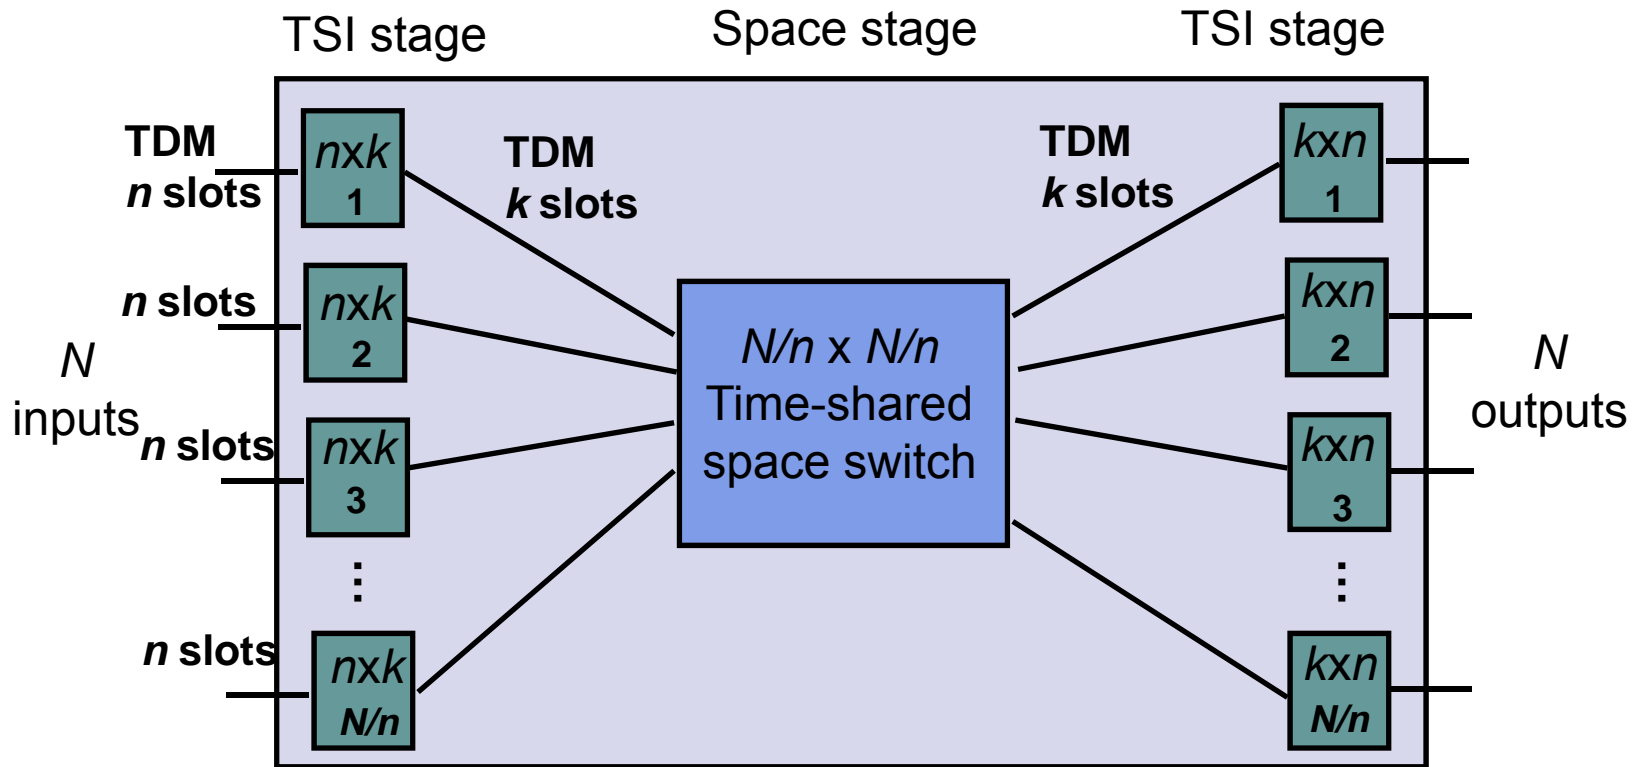 TSI stage
Space stage
TSI stage
TDM
n slots
nxk
1
TDM
k slots
TDM
k slots
kxn
1
n slots
nxk
2
kxn
2
N
inputs
n slots
nxk
3
⋮
N/n x N/n
Time-shared
space switch
kxn
3
⋮
N
outputs
n slots
nxk
N/n
kxn
N/n